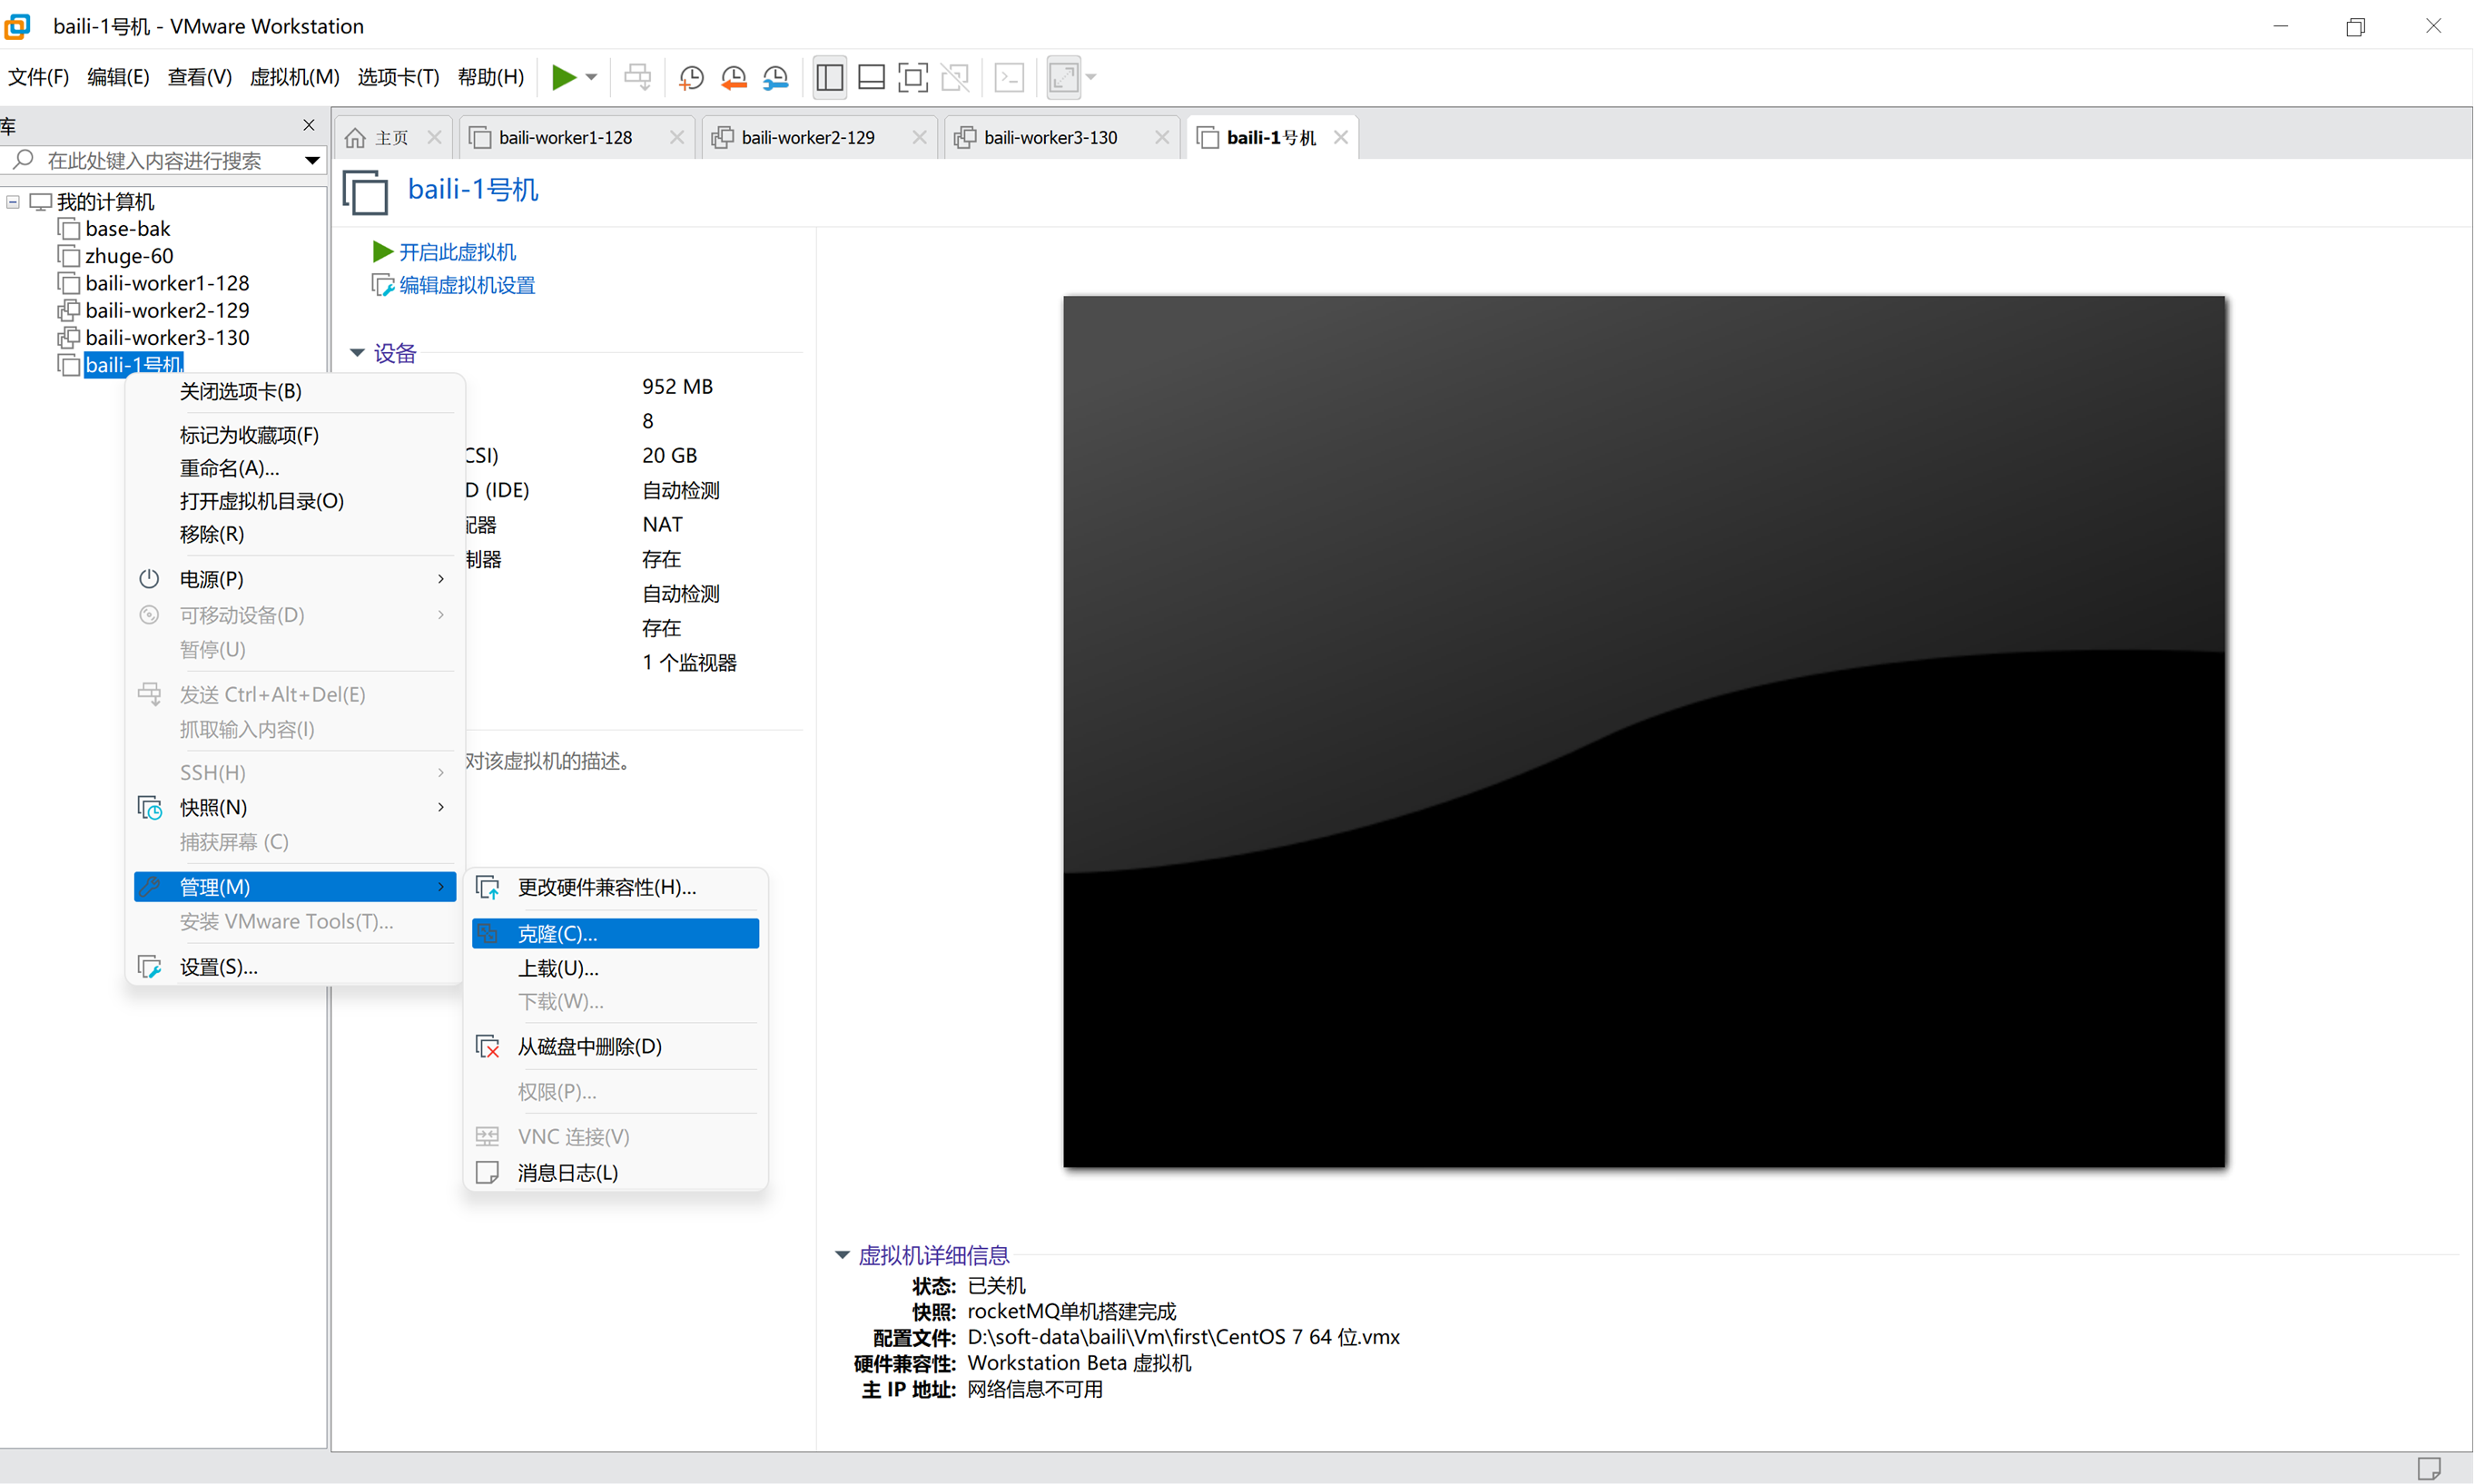 baili-1号机 - VMware Workstation
文件(F) 编辑(E) 查看(V) 虚拟机(M) 选项卡(T) 帮助(H)
库
在此处键入内容进行搜索
我的计算机
base-bak
zhuge-60
baili-worker1-128
baili-worker2-129
baili-worker3-130
baili-1号机
主页 baili-worker1-128 baili-worker2-129 baili-worker3-130 baili-1号机
baili-1号机
开启此虚拟机
编辑虚拟机设置
设备
952 MB
8
CSI) 20 GB
D (IDE) 自动检测
配器 NAT
制器 存在
自动检测
存在
1 个监视器
对该虚拟机的描述。
关闭选项卡(B)
标记为收藏项(F)
重命名(A)...
打开虚拟机目录(O)
移除(R)
电源(P)
可移动设备(D)
暂停(U)
发送 Ctrl+Alt+Del(E)
抓取输入内容(I)
SSH(H)
快照(N)
捕获屏幕 (C)
管理(M)
安装 VMware Tools(T)...
设置(S)...
更改硬件兼容性(H)...
克隆(C)...
上载(U)...
下载(W)...
从磁盘中删除(D)
权限(P)...
VNC 连接(V)
消息日志(L)
虚拟机详细信息
状态: 已关机
快照: rocketMQ单机搭建完成
配置文件: D:\soft-data\baili\Vm\first\CentOS 7 64 位.vmx
硬件兼容性: Workstation Beta 虚拟机
主 IP 地址: 网络信息不可用